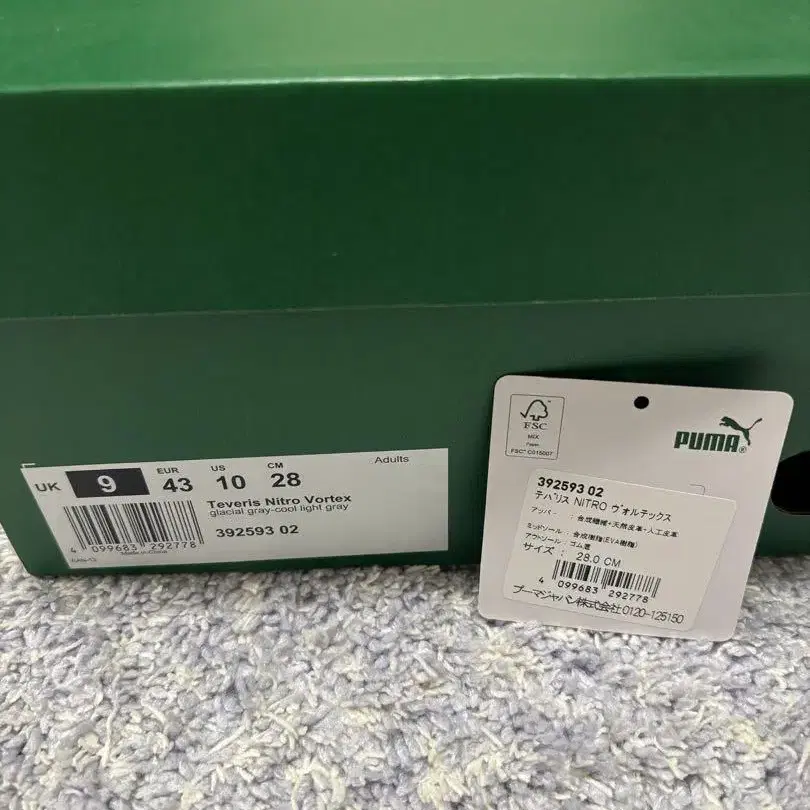 UK 9 EUR 43 US 10 CM 28 Adults
Teveris Nitro Vortex
glacial gray-cool light gray
392593 02
4 099683 292778
Made in China
FSC
MIX
Paper
FSC® C015007
PUMA®
392593 02
テバリス NITRO ヴォルテックス
アッパー : 合成繊維+天然皮革+人工皮革
ミッドソール : 合成樹脂(EVA樹脂)
アウトソール : ゴム底
サイズ : 28.0 CM
4 099683 292778
プーマジャパン株式会社 0120-125150